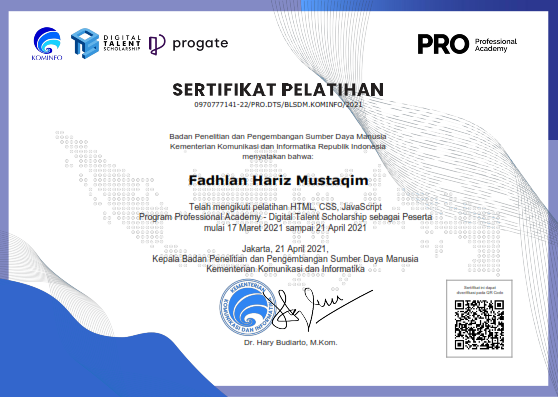 KOMINFO
DIGITAL
TALENT
SCHOLARSHIP
progate
PRO Professional
Academy
SERTIFIKAT PELATIHAN
0970777141-22/PRO.DTS/BLSDM.KOMINFO/2021
Badan Penelitian dan Pengembangan Sumber Daya Manusia
Kementerian Komunikasi dan Informatika Republik Indonesia
menyatakan bahwa:
Fadhlan Hariz Mustaqim
Telah mengikuti pelatihan HTML, CSS, JavaScript
Program Professional Academy - Digital Talent Scholarship sebagai Peserta
mulai 17 Maret 2021 sampai 21 April 2021
Jakarta, 21 April 2021,
Kepala Badan Penelitian dan Pengembangan Sumber Daya Manusia
Kementerian Komunikasi dan Informatika
KEMENTERIAN
KOMUNIKASI DAN INFORMATIKA
Dr. Hary Budiarto, M.Kom.
Sertifikat ini dapat
diverifikasi pada QR Code